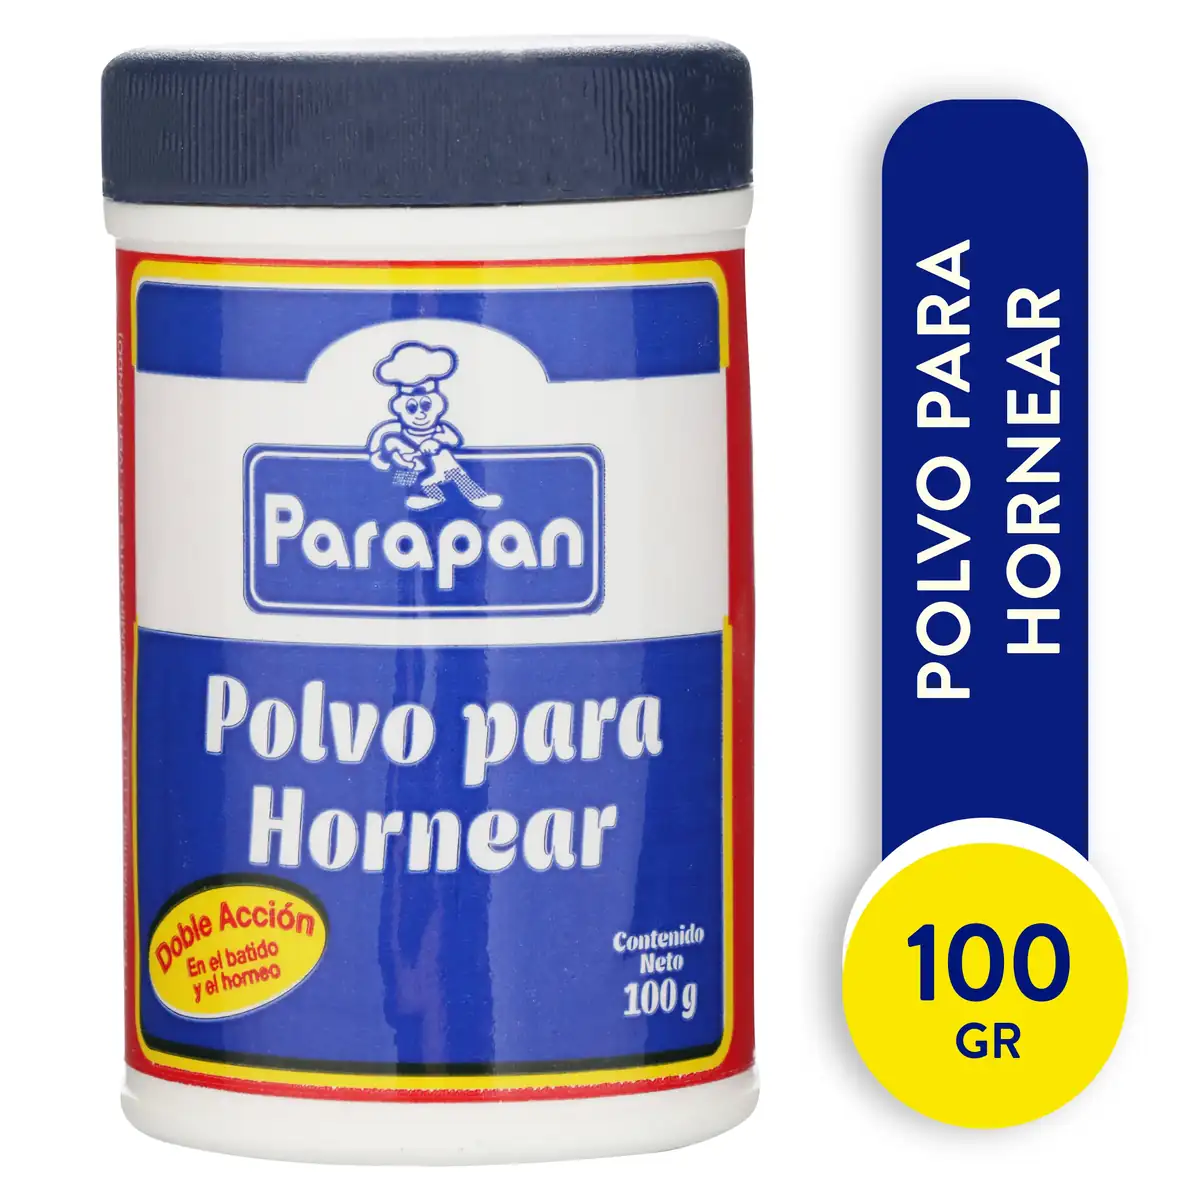 Parapan
Polvo para
Hornear
Doble Acción
En el batido
y el horneo
Contenido
Neto
100 g
POLVO PARA
HORNEAR
100
GR